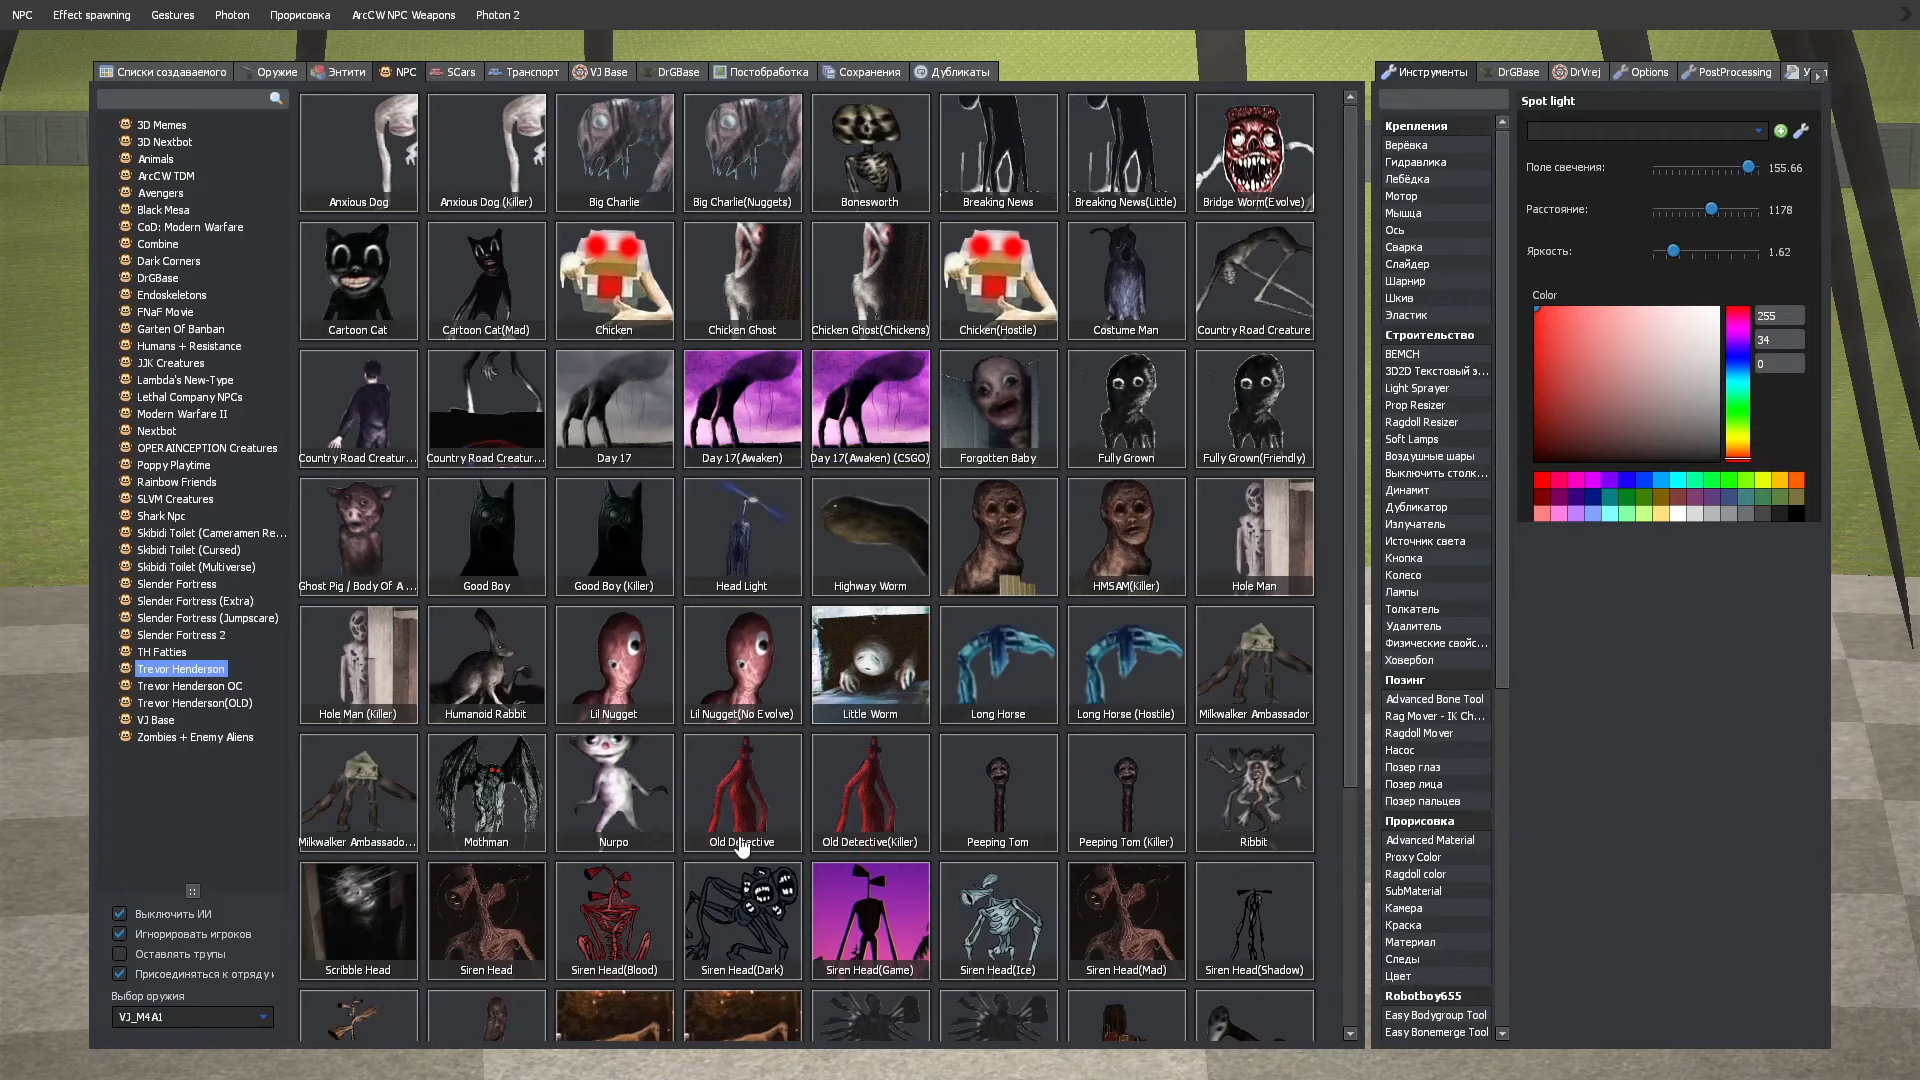 NPC Effect spawning Gestures Photon Прорисовка ArcCW NPC Weapons Photon 2
Списки создаваемого Оружие Энтити NPC SCars Транспорт VJ Base DrGBase Постобработка Сохранения Дубликаты
3D Memes
3D Nextbot
Animals
ArcCW TDM
Avengers
Black Mesa
CoD: Modern Warfare
Combine
Dark Corners
DrGBase
Endoskeletons
FNaF Movie
Garten Of Banban
Humans + Resistance
JJK Creatures
Lambda's New-Type
Lethal Company NPCs
Modern Warfare II
Nextbot
OPERAINCEPTION Creatures
Poppy Playtime
Rainbow Friends
SLVM Creatures
Shark Npc
Skibidi Toilet (Cameramen Re...
Skibidi Toilet (Cursed)
Skibidi Toilet (Multiverse)
Slender Fortress
Slender Fortress (Extra)
Slender Fortress (Jumpscare)
Slender Fortress 2
TH Fatties
Trevor Henderson
Trevor Henderson OC
Trevor Henderson(OLD)
VJ Base
Zombies + Enemy Aliens
Выключить ИИ
Игнорировать игроков
Оставлять трупы
Присоединяться к отряду
Выбор оружия
VJ_M4A1
Anxious Dog Anxious Dog (Killer) Big Charlie Big Charlie(Nuggets) Bonesworth Breaking News Breaking News(Little) Bridge Worm(Evolve)
Cartoon Cat Cartoon Cat(Mad) Chicken Chicken Ghost Chicken Ghost(Chickens) Chicken(Hostile) Costume Man Country Road Creature
Country Road Creatur... Country Road Creatur... Day 17 Day 17(Awaken) Day 17(Awaken) (CSGO) Forgotten Baby Fully Grown Fully Grown(Friendly)
Ghost Pig / Body Of A ... Good Boy Good Boy (Killer) Head Light Highway Worm HMSAM(Killer) Hole Man
Hole Man (Killer) Humanoid Rabbit Lil Nugget Lil Nugget(No Evolve) Little Worm Long Horse Long Horse (Hostile) Milkwalker Ambassador
Milkwalker Ambassado... Mothman Nurpo Old Detective Old Detective(Killer) Peeping Tom Peeping Tom (Killer) Ribbit
Scribble Head Siren Head Siren Head(Blood) Siren Head(Dark) Siren Head(Game) Siren Head(Ice) Siren Head(Mad) Siren Head(Shadow)
Инструменты DrGBase DrVrej Options PostProcessing
Крепления
Верёвка
Гидравлика
Лебёдка
Мотор
Мышца
Ось
Сварка
Слайдер
Шарнир
Шкив
Эластик
Строительство
BEMCH
3D2D Текстовый э...
Light Sprayer
Prop Resizer
Ragdoll Resizer
Soft Lamps
Воздушные шары
Выключить столк...
Динамит
Дубликатор
Излучатель
Источник света
Кнопка
Колесо
Лампы
Толкатель
Удалитель
Физические свойс...
Ховербол
Позинг
Advanced Bone Tool
Rag Mover - IK Ch...
Ragdoll Mover
Насос
Позер глаз
Позер лица
Позер пальцев
Прорисовка
Advanced Material
Proxy Color
Ragdoll color
SubMaterial
Камера
Краска
Материал
Следы
Цвет
Robotboy655
Easy Bodygroup Tool
Easy Bonemerge Tool
Spot light
Поле свечения: 155.66
Расстояние: 1178
Яркость: 1.62
Color
255
34
0